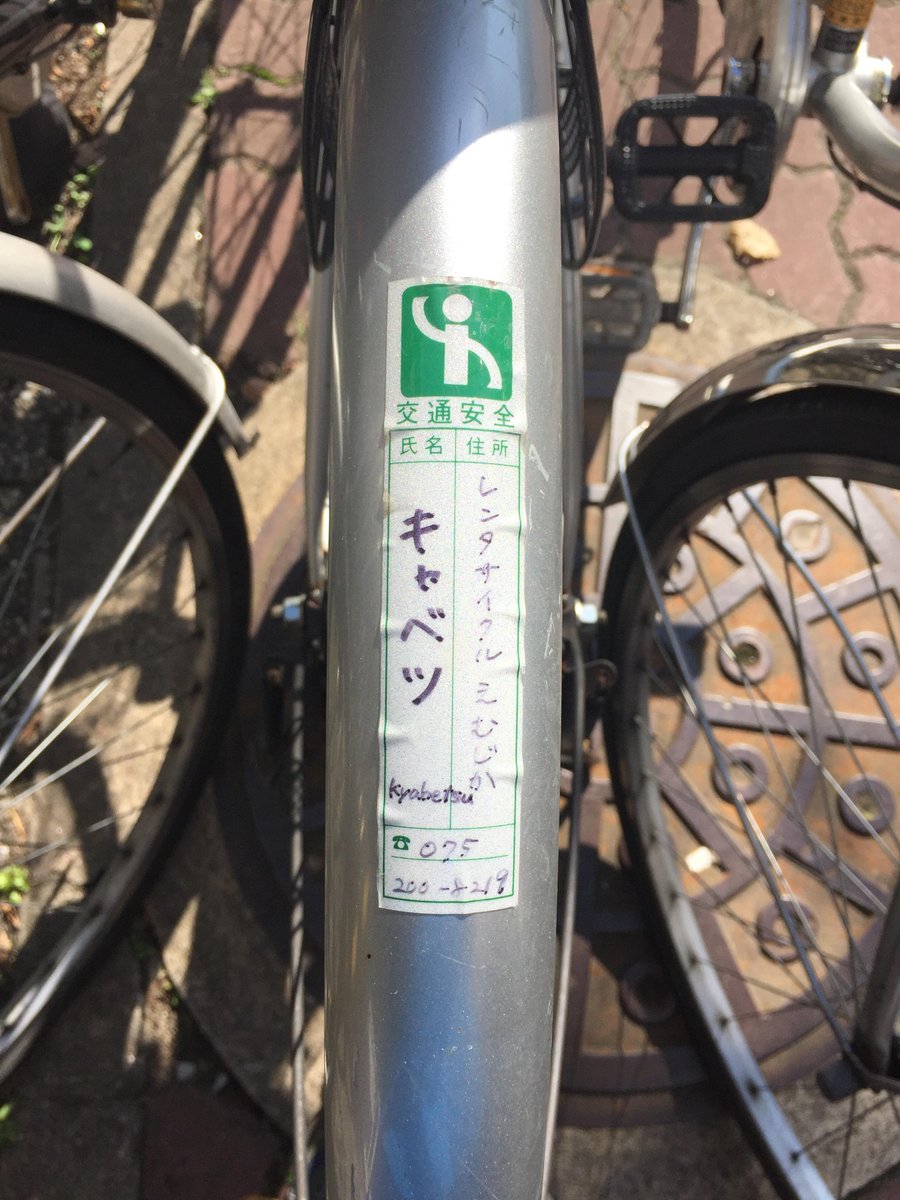 交通安全
氏名
住所
レンタサイクル えむじか
キャベツ
kyabetsu
☎ 075
200-8219